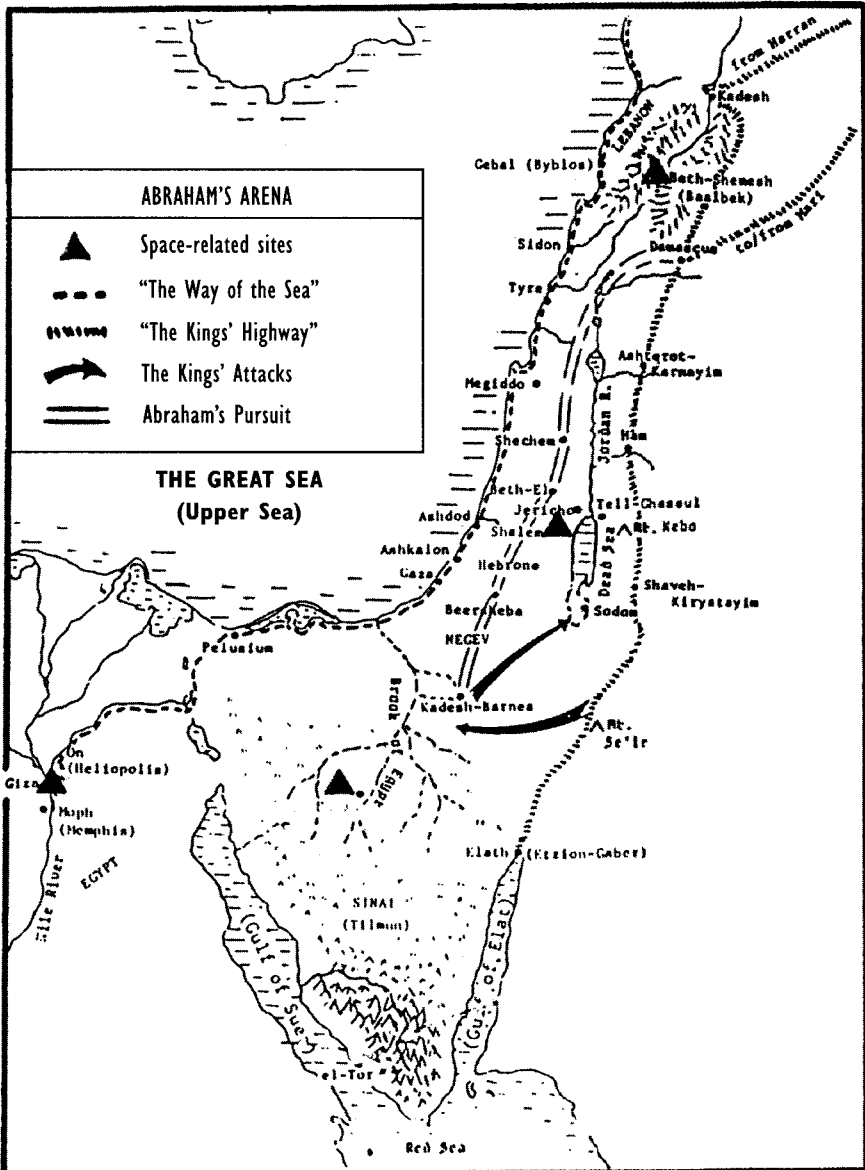 from Harran
Kadesh
LEBANON
Gebal (Byblos)
Beth-Shemesh
(Baalbek)
ABRAHAM'S ARENA
Space-related sites
"The Way of the Sea"
"The Kings' Highway"
The Kings' Attacks
Abraham's Pursuit
Sidon
Damascus
to/from Mari
Tyre
Ashterot-
Karnayim
Megiddo
Jordan R.
Shechem
Ham
THE GREAT SEA
(Upper Sea)
Beth-El
Jericho
Tell-Ghassul
Ashdod
Shalem
Mt. Nebo
Ashkalon
Gaza
Hebron
Dead Sea
Shaveh-
Kiryatayim
BeerSheba
Sodom
NEGEV
Pelusium
Kadesh-Barnea
Brook of Egypt
Mt.
Se'ir
On
(Heliopolis)
Giza
Moph
(Memphis)
Nile River
EGYPT
Elath (Etzion-Gaber)
SINAI
(Tilmun)
(Gulf of Suez)
(Gulf of Elat)
el-Tor
Red Sea